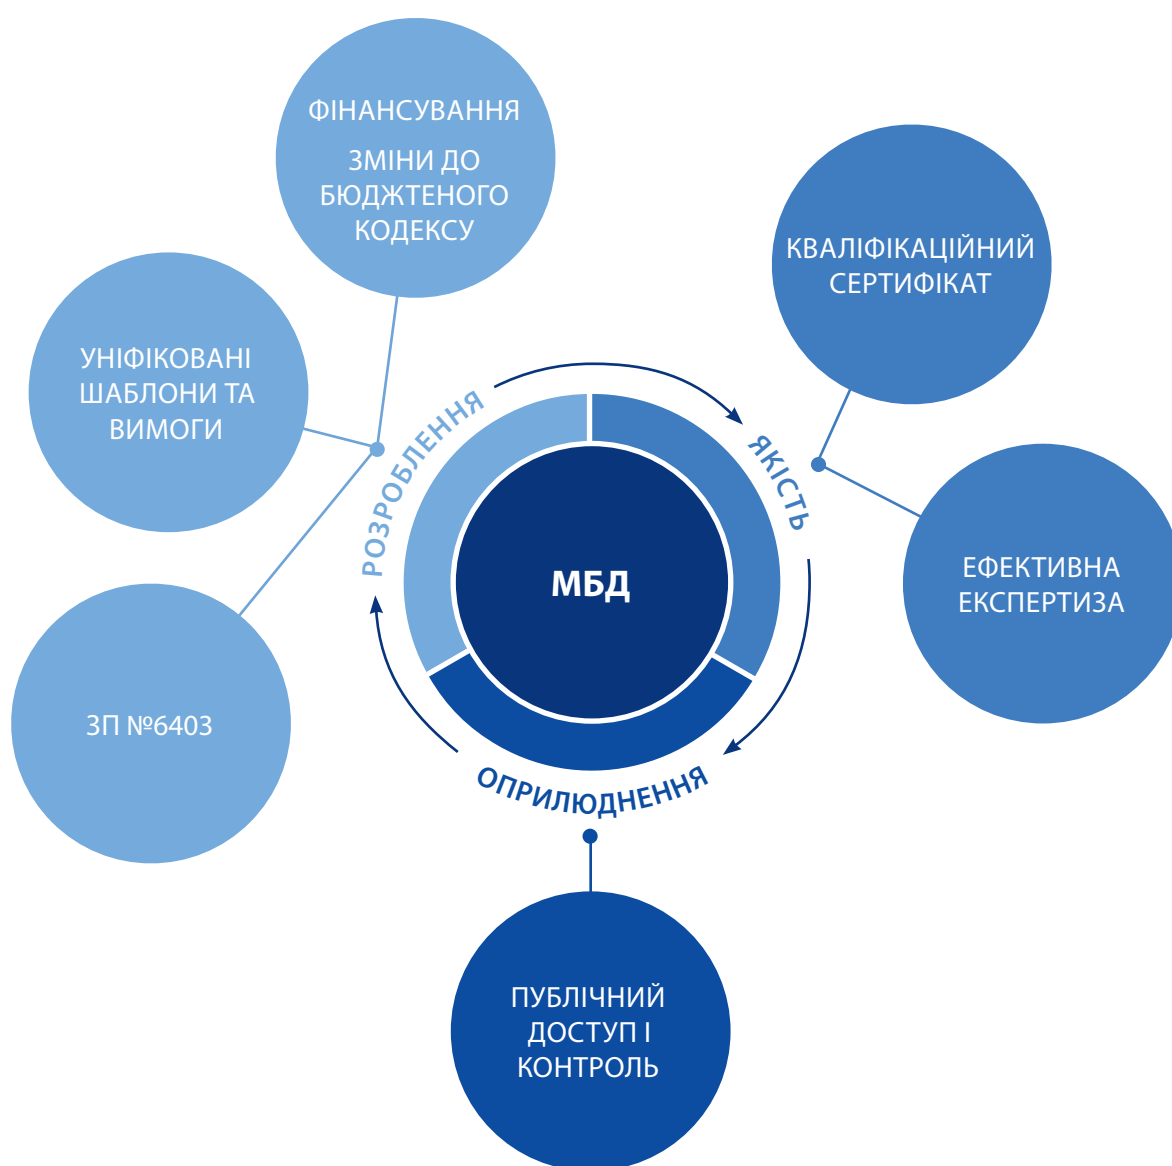 ФІНАНСУВАННЯ
ЗМІНИ ДО
БЮДЖТЕНОГО
КОДЕКСУ
УНІФІКОВАНІ
ШАБЛОНИ ТА
ВИМОГИ
ЗП №6403
РОЗРОБЛЕННЯ
МБД
ЯКІСТЬ
КВАЛІФІКАЦІЙНИЙ
СЕРТИФІКАТ
ЕФЕКТИВНА
ЕКСПЕРТИЗА
ОПРИЛЮДНЕННЯ
ПУБЛІЧНИЙ
ДОСТУП І
КОНТРОЛЬ